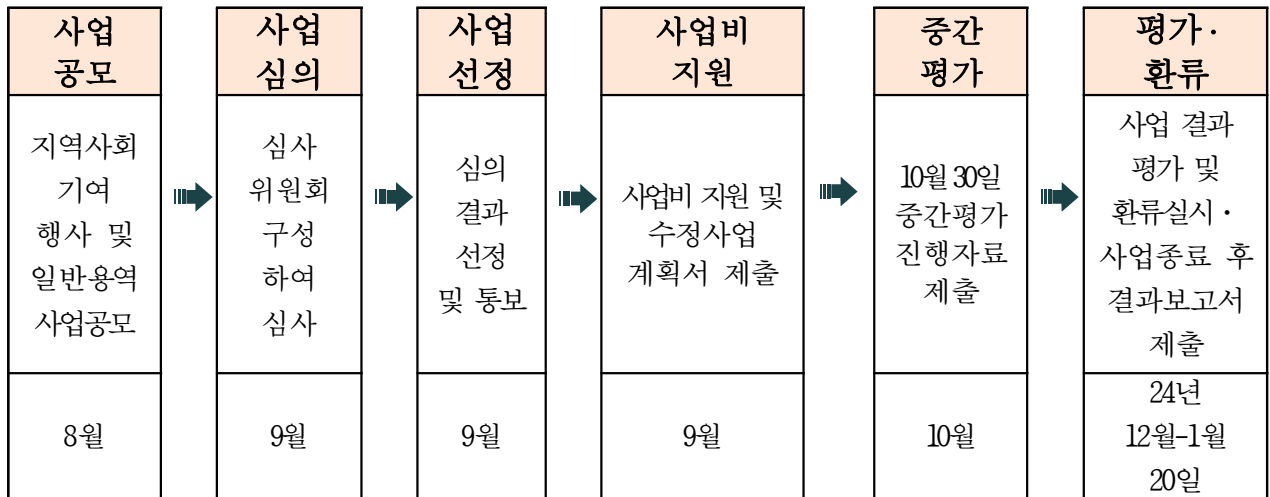 사업
공모
지역사회
기여
행사 및
일반용역
사업공모
8월
사업
심의
심사
위원회
구성
하여
심사
9월
사업
선정
심의
결과
선정
및 통보
9월
사업비
지원
사업비 지원 및
수정사업
계획서 제출
9월
중간
평가
10월 30일
중간평가
진행자료
제출
10월
평가·
환류
사업 결과
평가 및
환류실시·
사업종료 후
결과보고서
제출
24년
12월-1월
20일